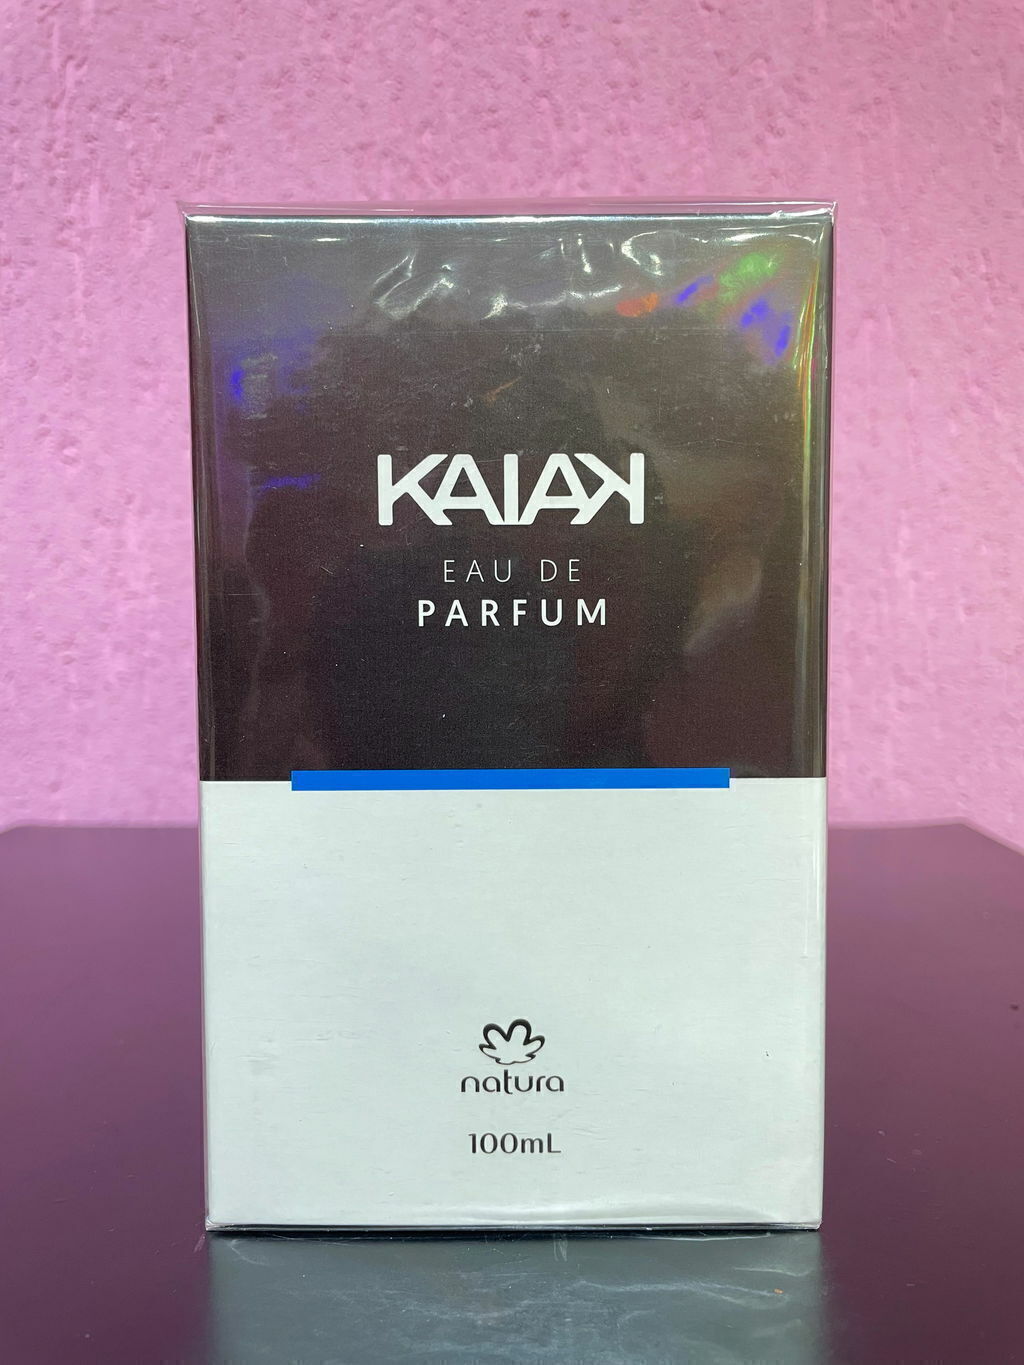 KAIAK
EAU DE
PARFUM
natura
100mL